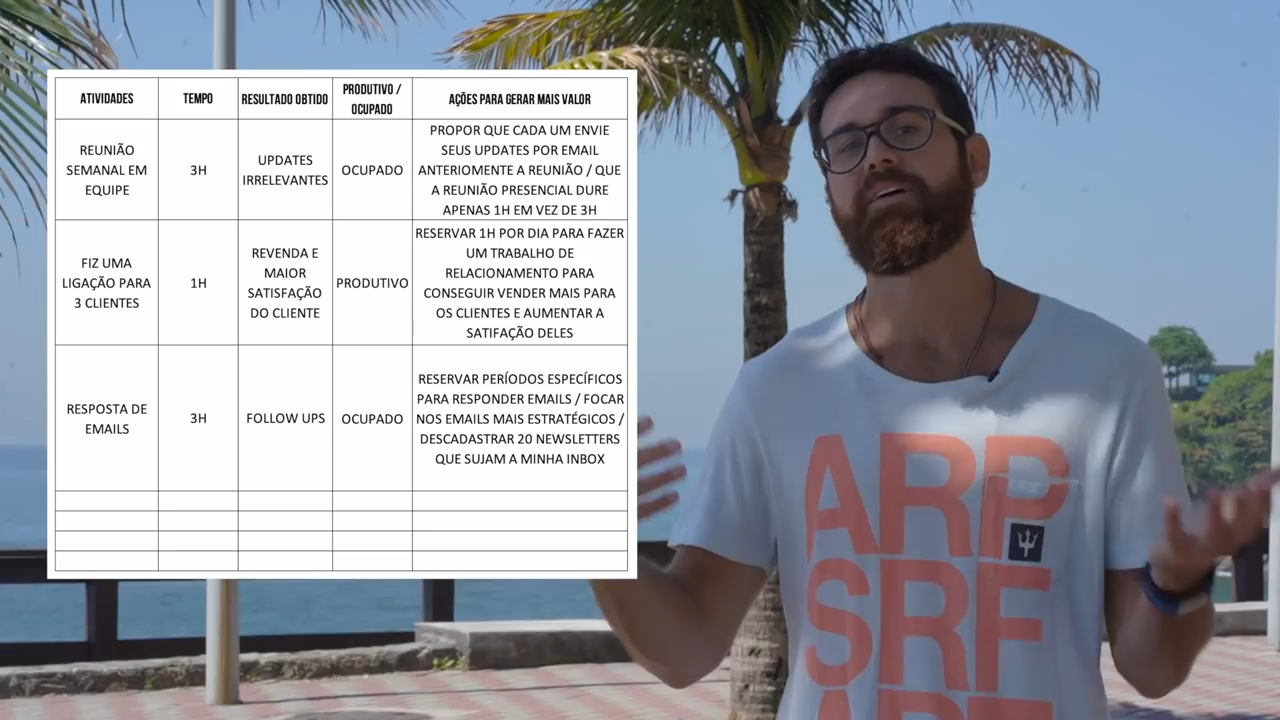 ATIVIDADES
TEMPO
RESULTADO OBTIDO
PRODUTIVO /
OCUPADO
AÇÕES PARA GERAR MAIS VALOR
REUNIÃO
SEMANAL EM
EQUIPE
3H
UPDATES
IRRELEVANTES
OCUPADO
PROPOR QUE CADA UM ENVIE
SEUS UPDATES POR EMAIL
ANTERIOMENTE A REUNIÃO / QUE
A REUNIÃO PRESENCIAL DURE
APENAS 1H EM VEZ DE 3H
FIZ UMA
LIGAÇÃO PARA
3 CLIENTES
1H
REVENDA E
MAIOR
SATISFAÇÃO
DO CLIENTE
PRODUTIVO
RESERVAR 1H POR DIA PARA FAZER
UM TRABALHO DE
RELACIONAMENTO PARA
CONSEGUIR VENDER MAIS PARA
OS CLIENTES E AUMENTAR A
SATIFAÇÃO DELES
RESPOSTA DE
EMAILS
3H
FOLLOW UPS
OCUPADO
RESERVAR PERÍODOS ESPECÍFICOS
PARA RESPONDER EMAILS / FOCAR
NOS EMAILS MAIS ESTRATÉGICOS /
DESCADASTRAR 20 NEWSLETTERS
QUE SUJAM A MINHA INBOX
ARP
SRF